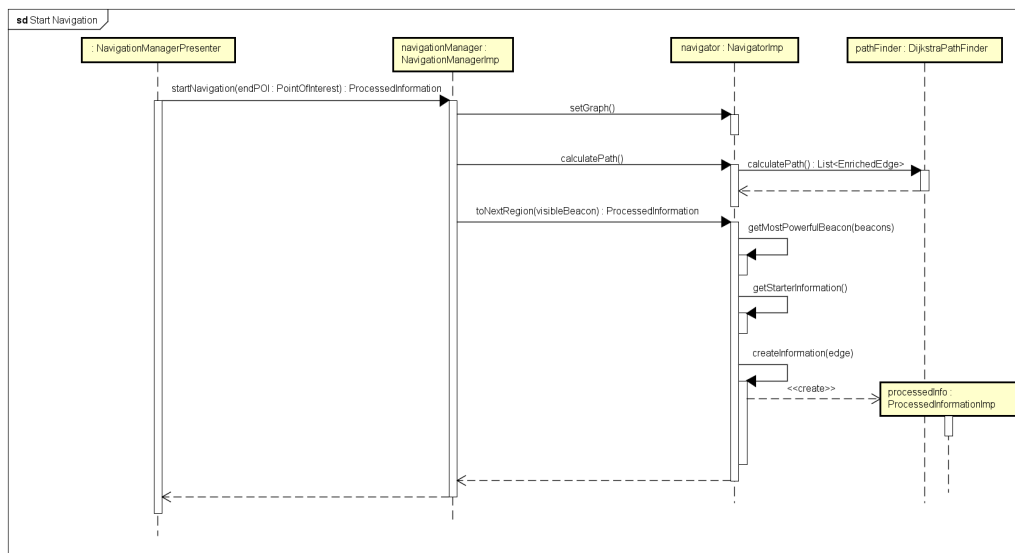 sd Start Navigation
: NavigationManagerPresenter
navigationManager :
NavigationManagerImp
navigator : NavigatorImp
pathFinder : DijkstraPathFinder
startNavigation(endPOI : PointOfInterest) : ProcessedInformation
setGraph()
calculatePath()
calculatePath() : List<EnrichedEdge>
toNextRegion(visibleBeacon) : ProcessedInformation
getMostPowerfulBeacon(beacons)
getStarterInformation()
createInformation(edge)
<<create>>
processedInfo :
ProcessedInformationImp